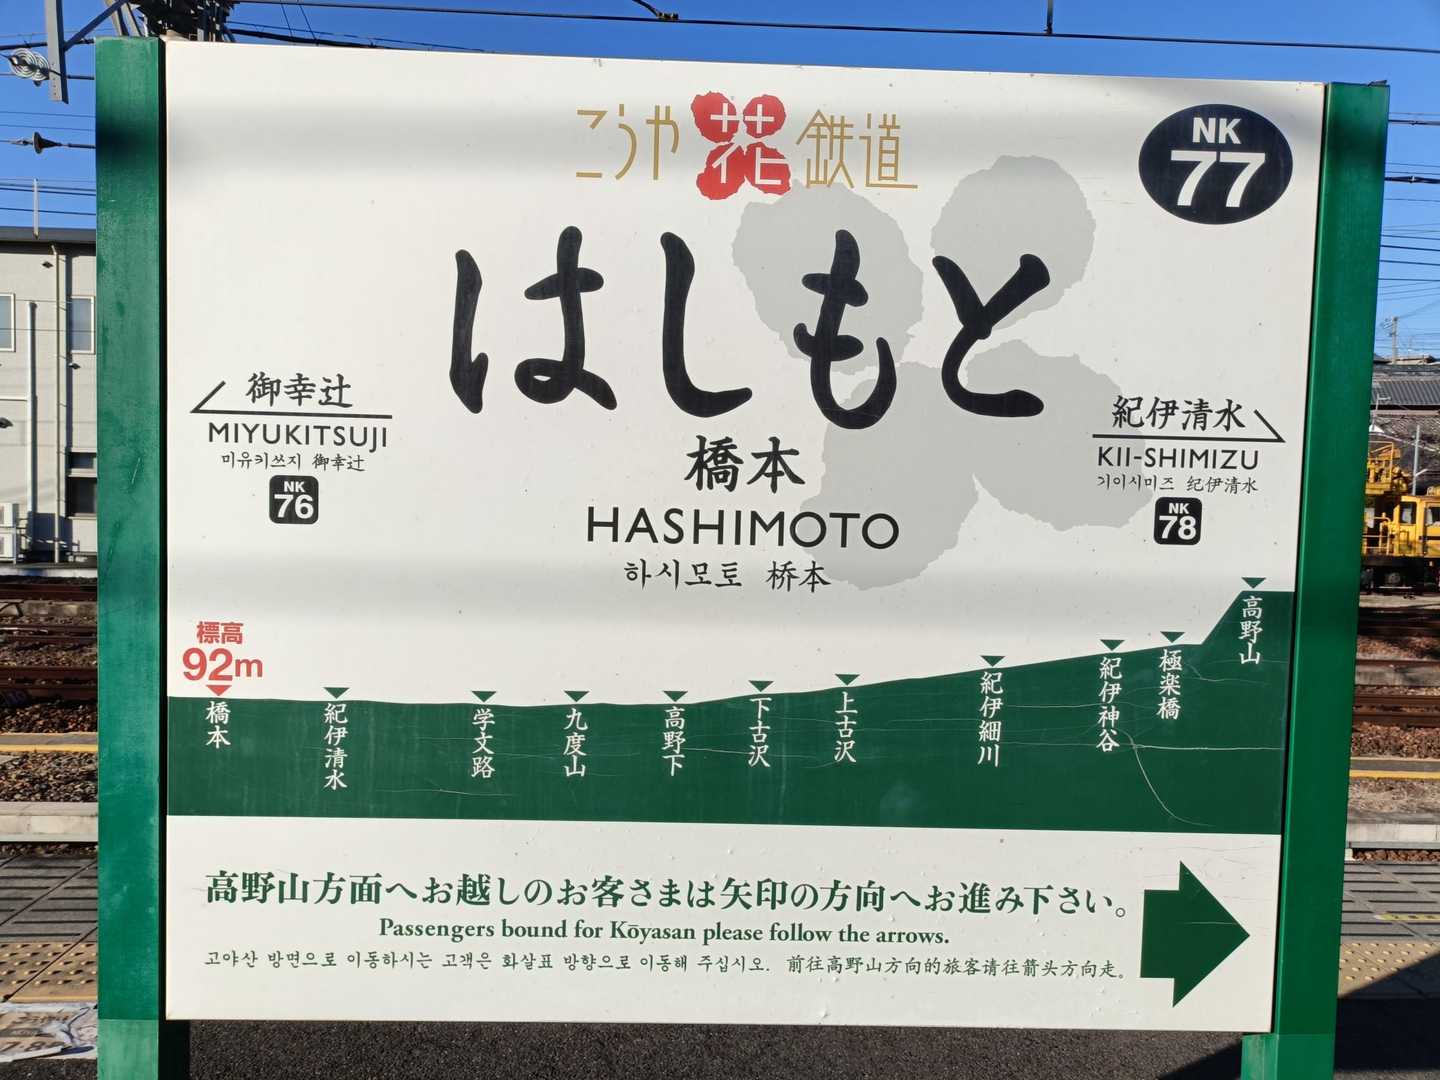 こうや花鉄道
NK
77
はしもと
橋本
HASHIMOTO
하시모토 桥本
御幸辻
MIYUKITSUJI
미유키쓰지 御幸辻
NK
76
紀伊清水
KII-SHIMIZU
기이시미즈 纪伊清水
NK
78
標高
92m
橋本
紀伊清水
学文路
九度山
高野下
下古沢
上古沢
紀伊細川
紀伊神谷
極楽橋
高野山
高野山方面へお越しのお客さまは矢印の方向へお進み下さい。
Passengers bound for Kōyasan please follow the arrows.
고야산 방면으로 이동하시는 고객은 화살표 방향으로 이동해 주십시오. 前往高野山方向的旅客请往箭头方向走。